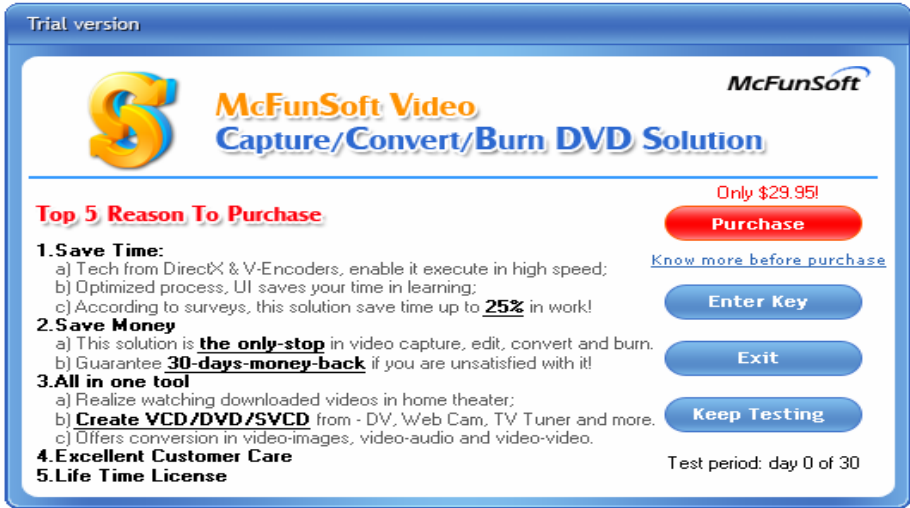 Trial version
McFunSoft
McFunSoft Video
Capture/Convert/Burn DVD Solution
Only $29.95!
Purchase
Know more before purchase
Enter Key
Exit
Keep Testing
Test period: day 0 of 30
Top 5 Reason To Purchase
1.Save Time:
a) Tech from DirectX & V-Encoders, enable it execute in high speed;
b) Optimized process, UI saves your time in learning;
c) According to surveys, this solution save time up to 25% in work!
2.Save Money
a) This solution is the only-stop in video capture, edit, convert and burn.
b) Guarantee 30-days-money-back if you are unsatisfied with it!
3.All in one tool
a) Realize watching downloaded videos in home theater;
b) Create VCD/DVD/SVCD from - DV, Web Cam, TV Tuner and more.
c) Offers conversion in video-images, video-audio and video-video.
4.Excellent Customer Care
5.Life Time License